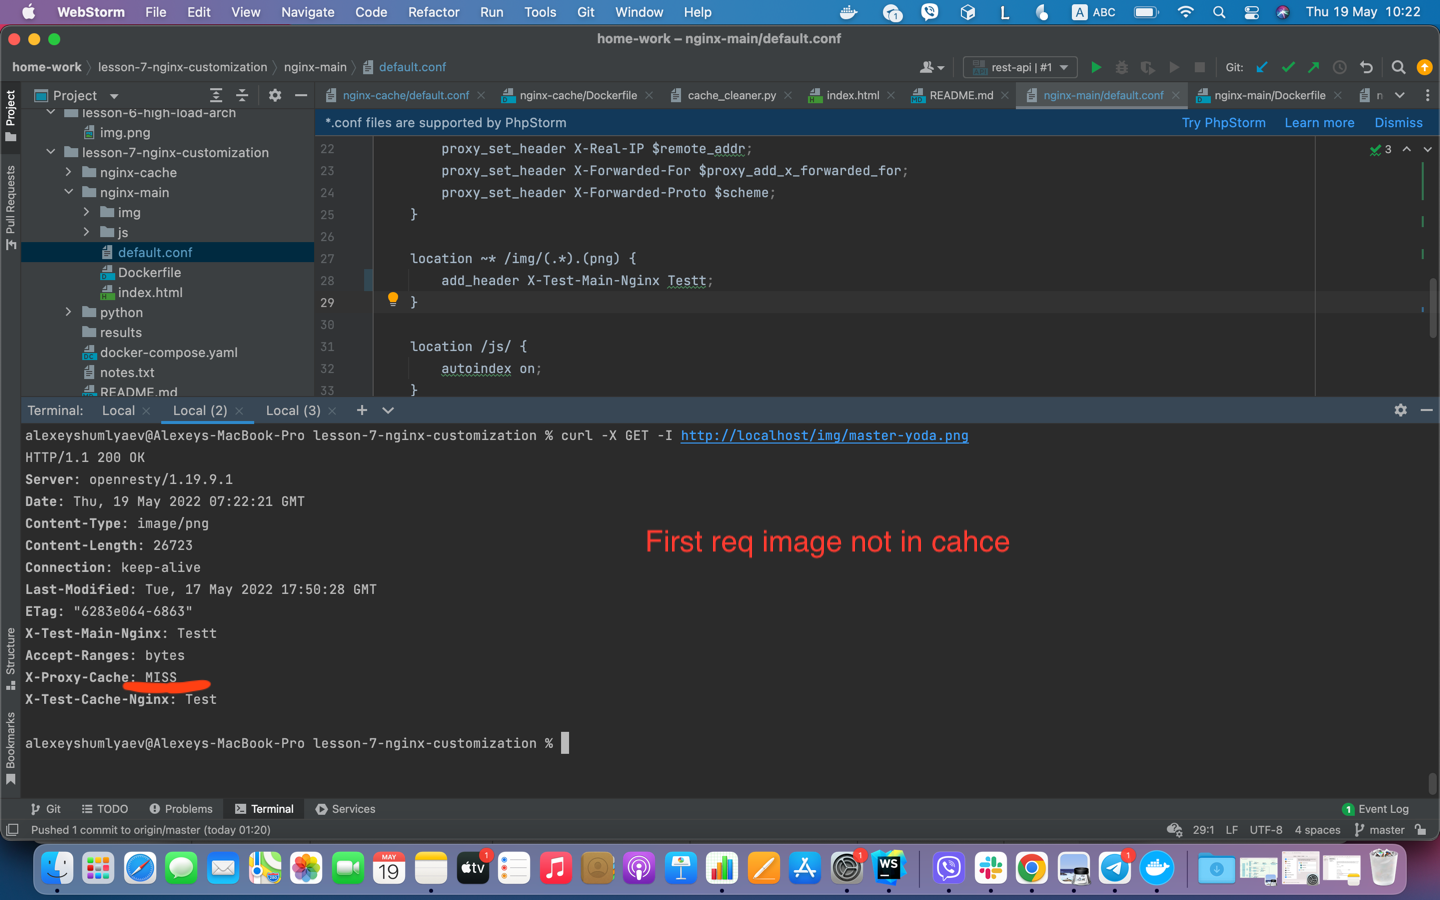 WebStorm File Edit View Navigate Code Refactor Run Tools Git Window Help
1 L A ABC Thu 19 May 10:22
home-work – nginx-main/default.conf
home-work lesson-7-nginx-customization nginx-main default.conf rest-api | #1 Git:
Project nginx-cache/default.conf nginx-cache/Dockerfile cache_cleaner.py index.html README.md nginx-main/default.conf nginx-main/Dockerfile n
*.conf files are supported by PhpStorm Try PhpStorm Learn more Dismiss
Project
Pull Requests
Structure
Bookmarks
lesson-6-high-load-arch
img.png
lesson-7-nginx-customization
nginx-cache
nginx-main
img
js
default.conf
Dockerfile
index.html
python
results
docker-compose.yaml
notes.txt
README.md
22 proxy_set_header X-Real-IP $remote_addr; 3
23 proxy_set_header X-Forwarded-For $proxy_add_x_forwarded_for;
24 proxy_set_header X-Forwarded-Proto $scheme;
25 }
26
27 location ~* /img/(.*).(png) {
28 add_header X-Test-Main-Nginx Testt;
29 }
30
31 location /js/ {
32 autoindex on;
33 }
Terminal: Local Local (2) Local (3)
alexeyshumlyaev@Alexeys-MacBook-Pro lesson-7-nginx-customization % curl -X GET -I http://localhost/img/master-yoda.png
HTTP/1.1 200 OK
Server: openresty/1.19.9.1
Date: Thu, 19 May 2022 07:22:21 GMT
Content-Type: image/png
Content-Length: 26723
Connection: keep-alive
Last-Modified: Tue, 17 May 2022 17:50:28 GMT
ETag: "6283e064-6863"
X-Test-Main-Nginx: Testt
Accept-Ranges: bytes
X-Proxy-Cache: MISS
X-Test-Cache-Nginx: Test
First req image not in cahce
alexeyshumlyaev@Alexeys-MacBook-Pro lesson-7-nginx-customization %
Git TODO Problems Terminal Services 1 Event Log
Pushed 1 commit to origin/master (today 01:20) 29:1 LF UTF-8 4 spaces master
MAY
19
tv
1
1
WS
1